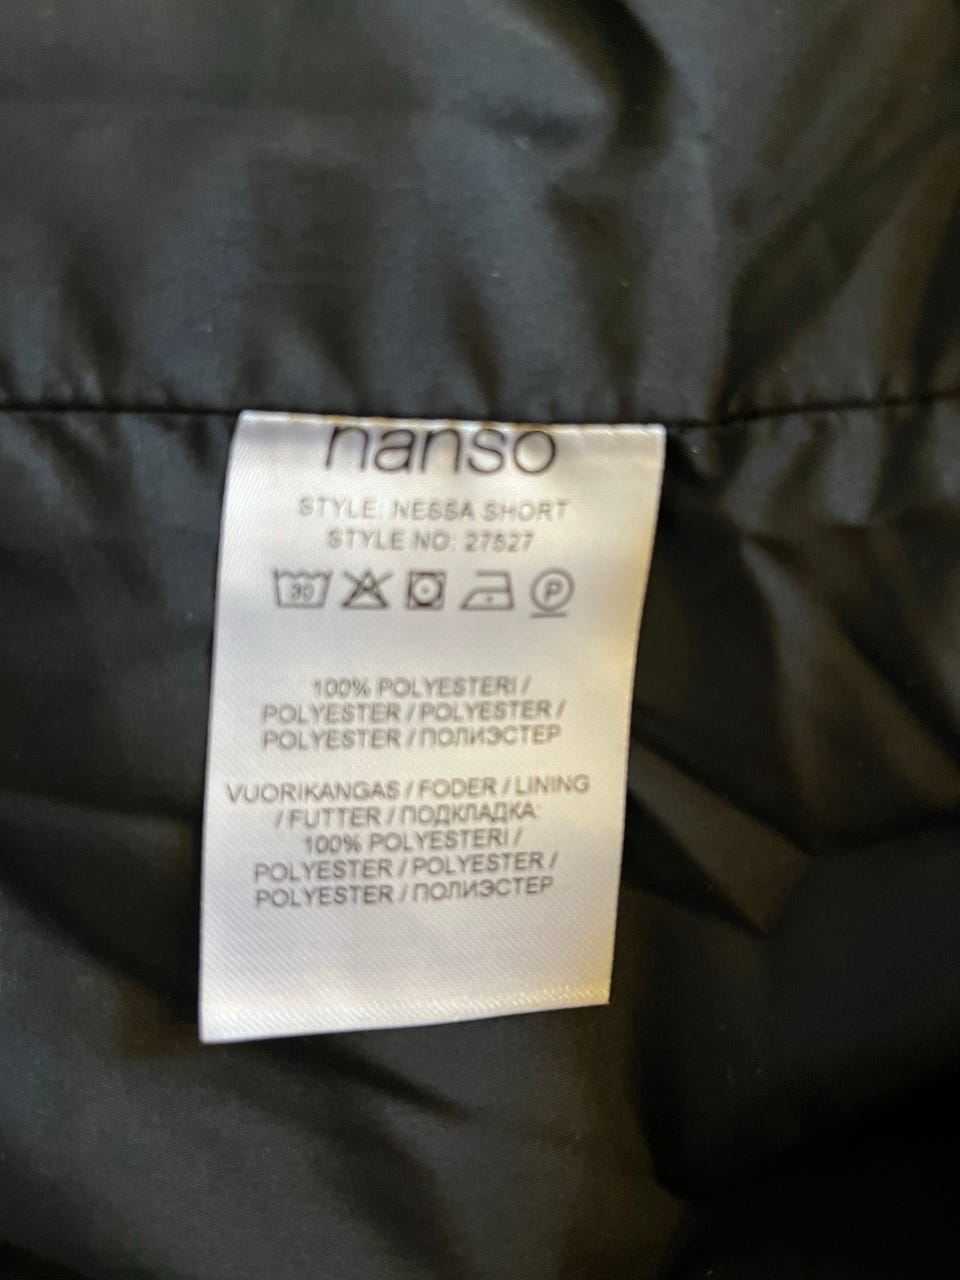 nanso
STYLE: NESSA SHORT
STYLE NO: 27527
30 P
100% POLYESTERI /
POLYESTER / POLYESTER /
POLYESTER / ПОЛИЭСТЕР
VUORIKANGAS / FODER / LINING
/ FUTTER / ПОДКЛАДКА:
100% POLYESTERI /
POLYESTER / POLYESTER /
POLYESTER / ПОЛИЭСТЕР